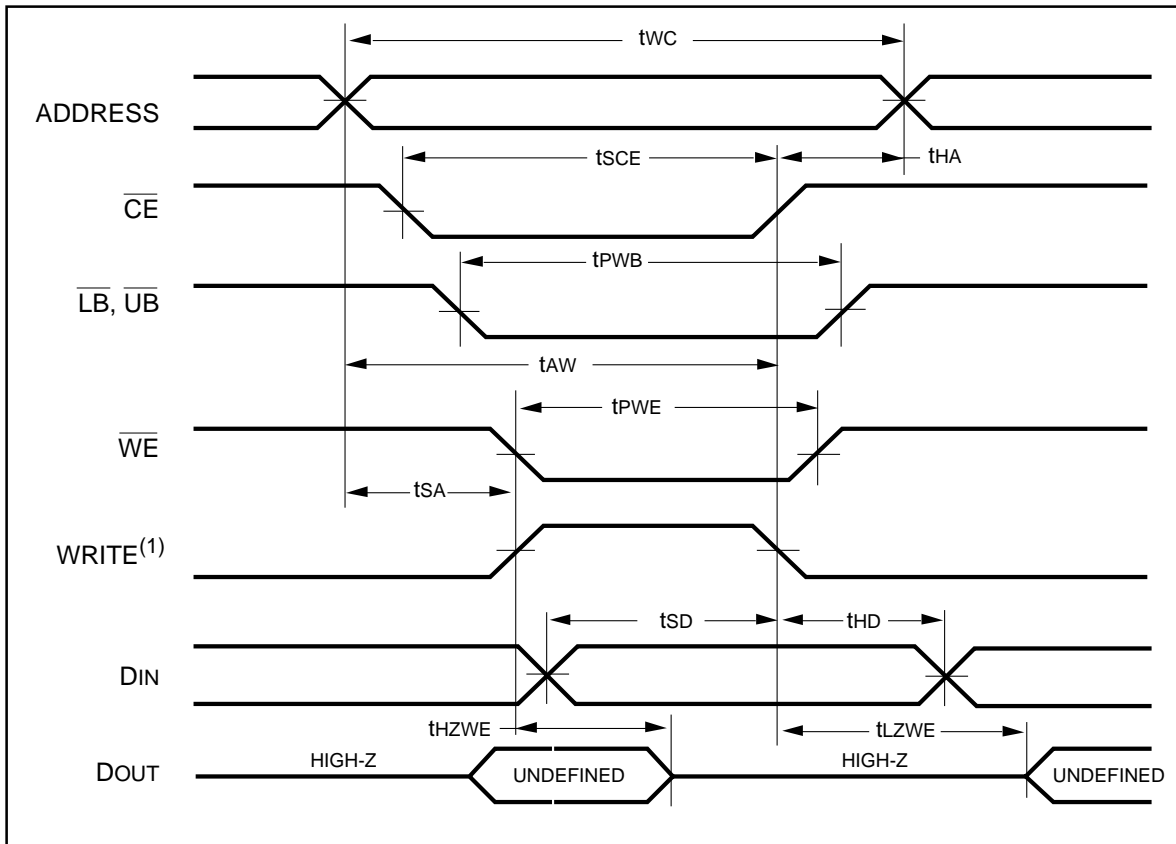 tWC
ADDRESS
tSCE
tHA
CE
tPWB
LB, UB
tAW
tPWE
WE
tSA
WRITE(1)
tSD
tHD
DIN
tHZWE
tLZWE
DOUT
HIGH-Z
UNDEFINED
HIGH-Z
UNDEFINED